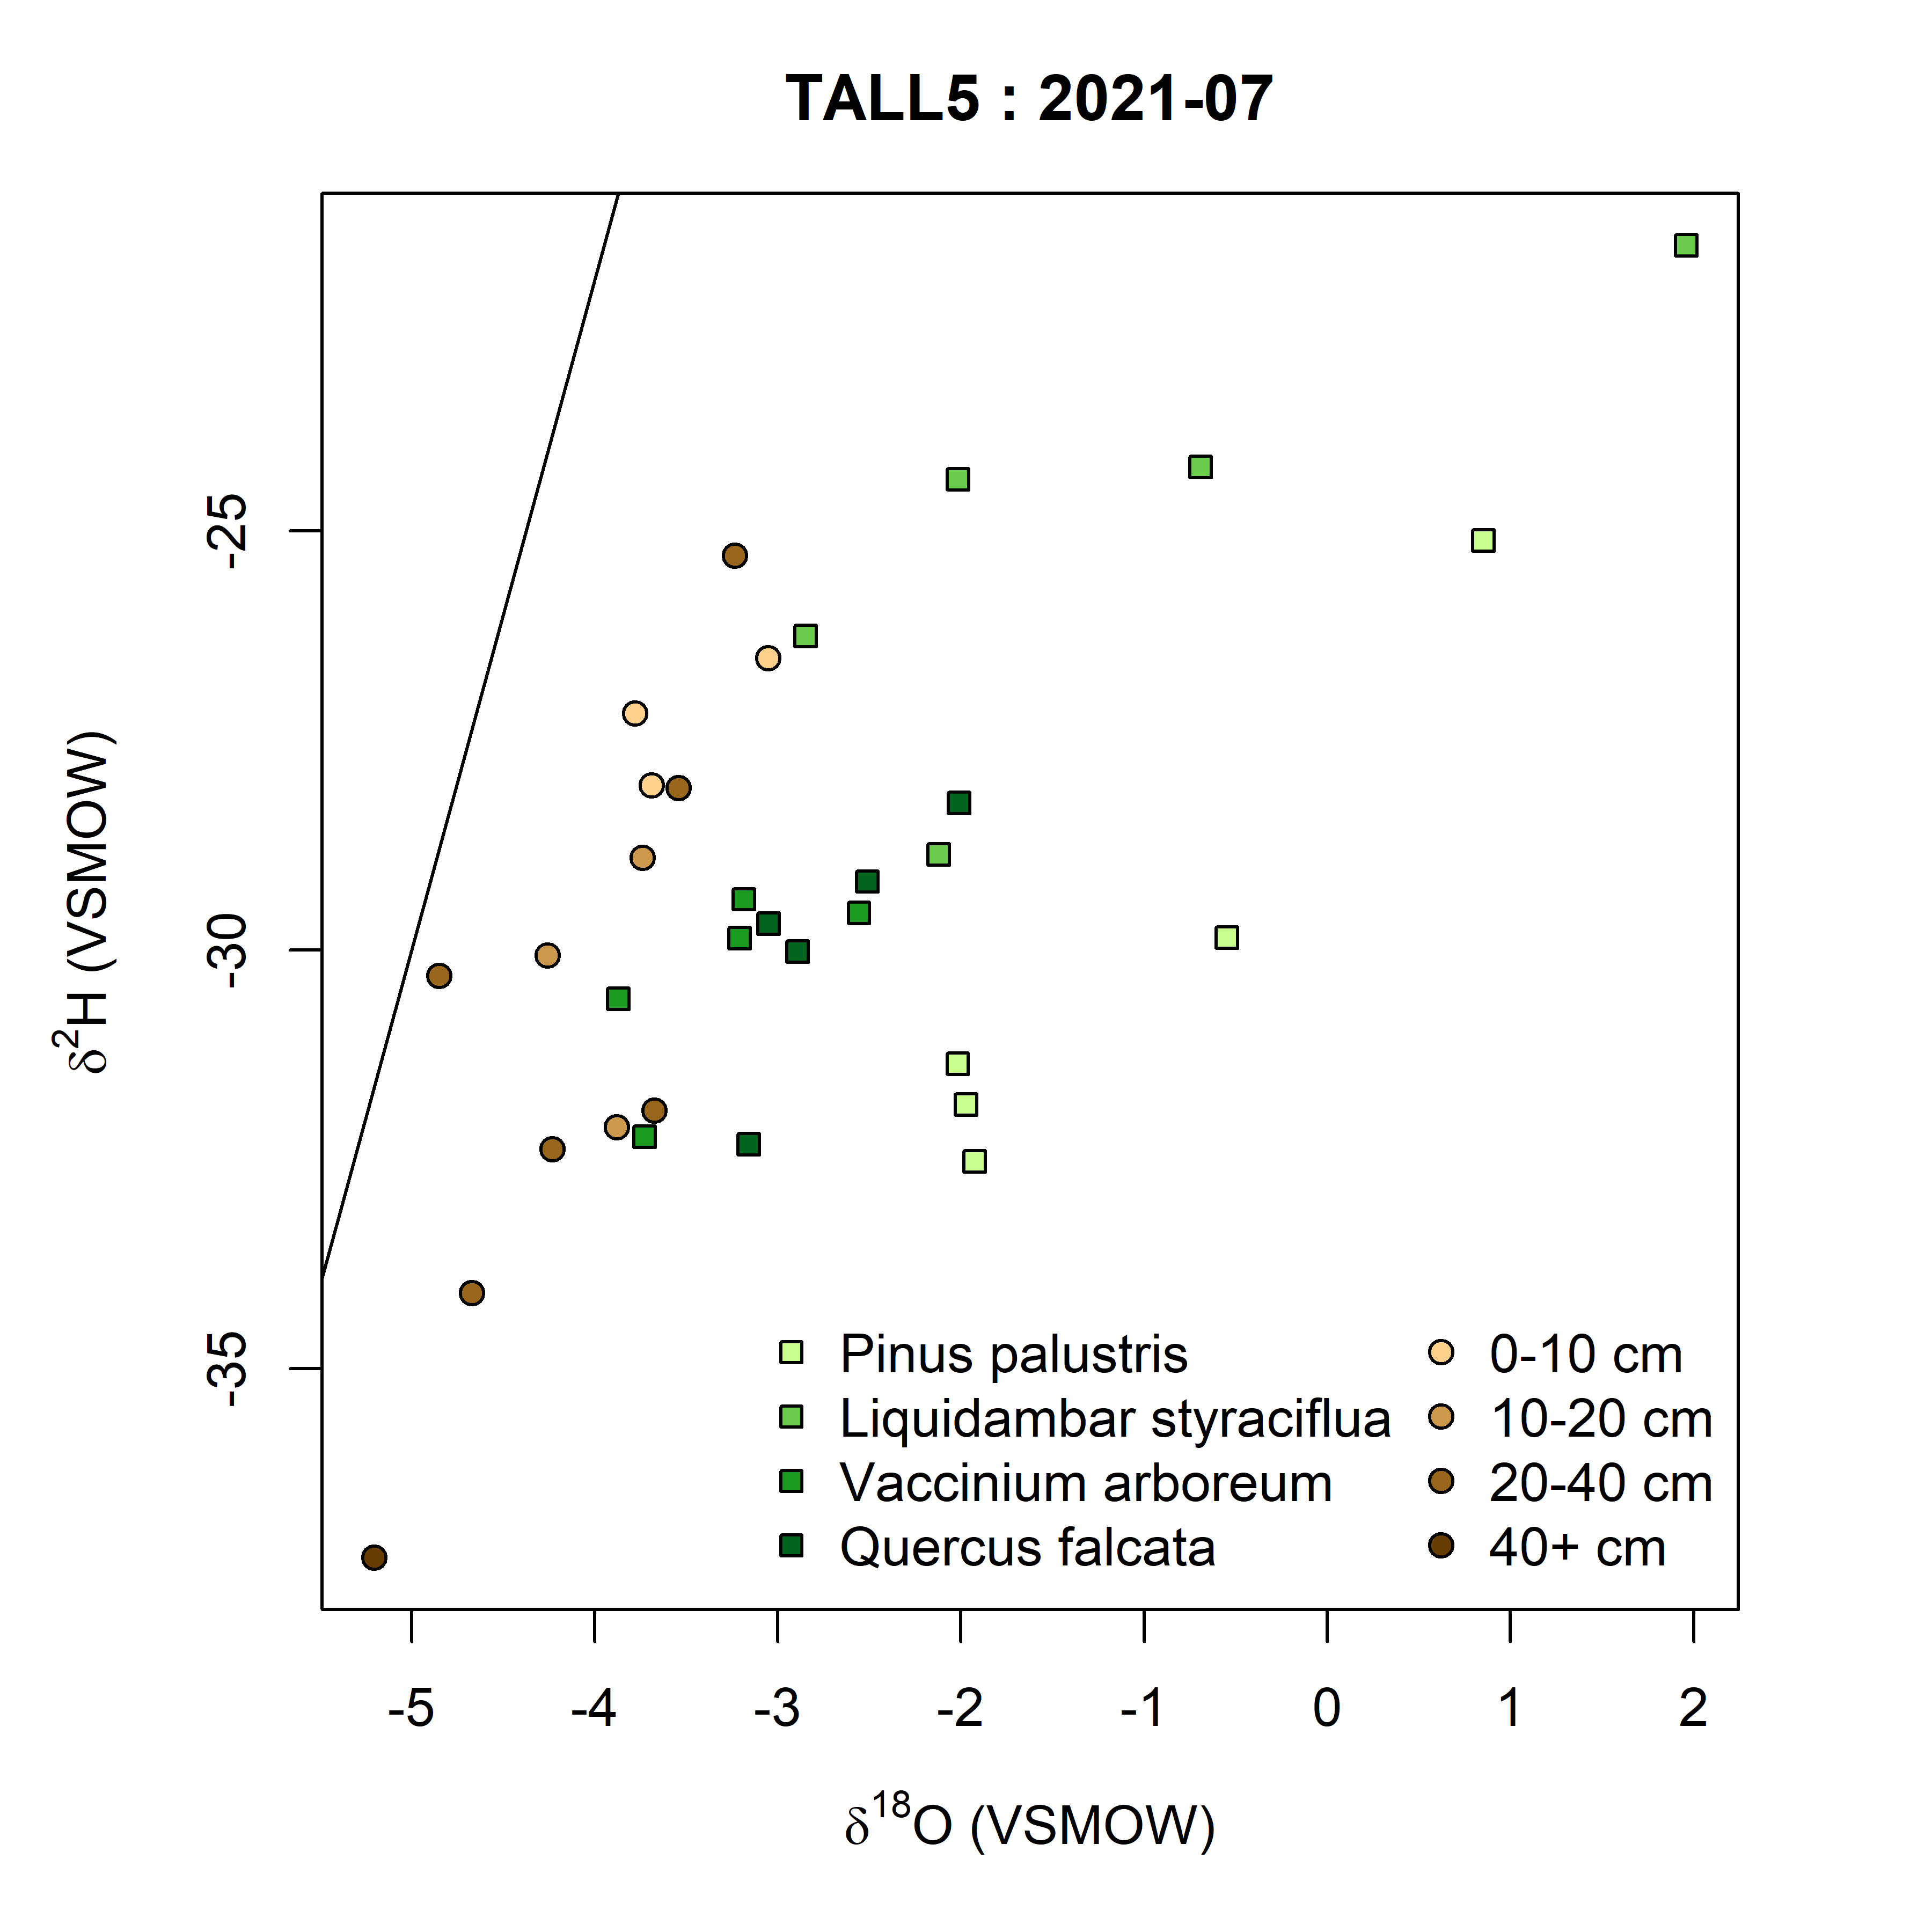 TALL5 : 2021-07
δ²H (VSMOW)
-25
-30
-35
Pinus palustris
Liquidambar styraciflua
Vaccinium arboreum
Quercus falcata
0-10 cm
10-20 cm
20-40 cm
40+ cm
-5 -4 -3 -2 -1 0 1 2
δ¹⁸O (VSMOW)